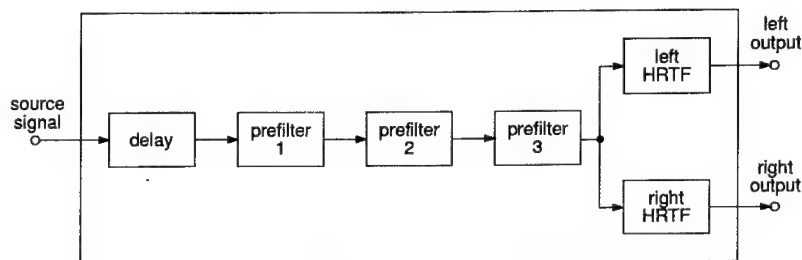 source
signal
delay
prefilter
1
prefilter
2
prefilter
3
left
HRTF
right
HRTF
left
output
right
output